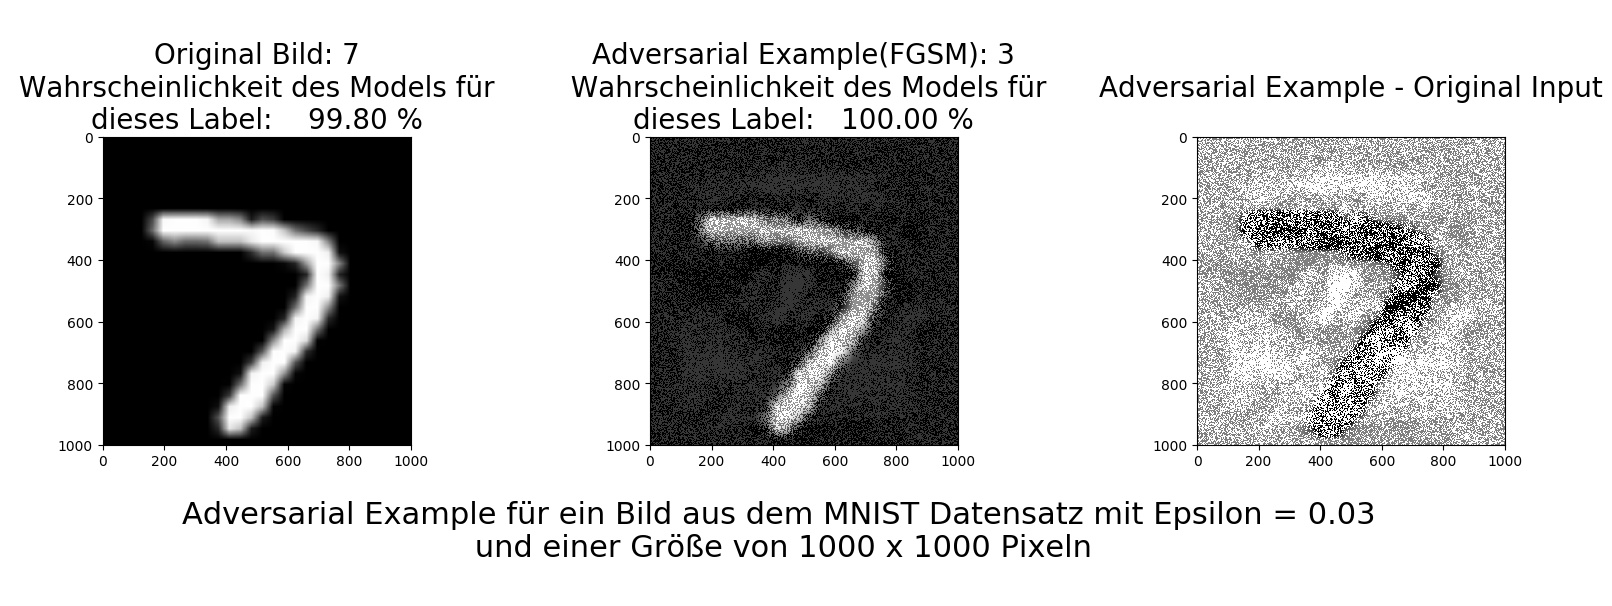 Original Bild: 7
Wahrscheinlichkeit des Models für
dieses Label: 99.80 %
0
200
400
600
800
1000
0 200 400 600 800 1000
Adversarial Example(FGSM): 3
Wahrscheinlichkeit des Models für
dieses Label: 100.00 %
0
200
400
600
800
1000
0 200 400 600 800 1000
Adversarial Example - Original Input
0
200
400
600
800
1000
0 200 400 600 800 1000
Adversarial Example für ein Bild aus dem MNIST Datensatz mit Epsilon = 0.03
und einer Größe von 1000 x 1000 Pixeln